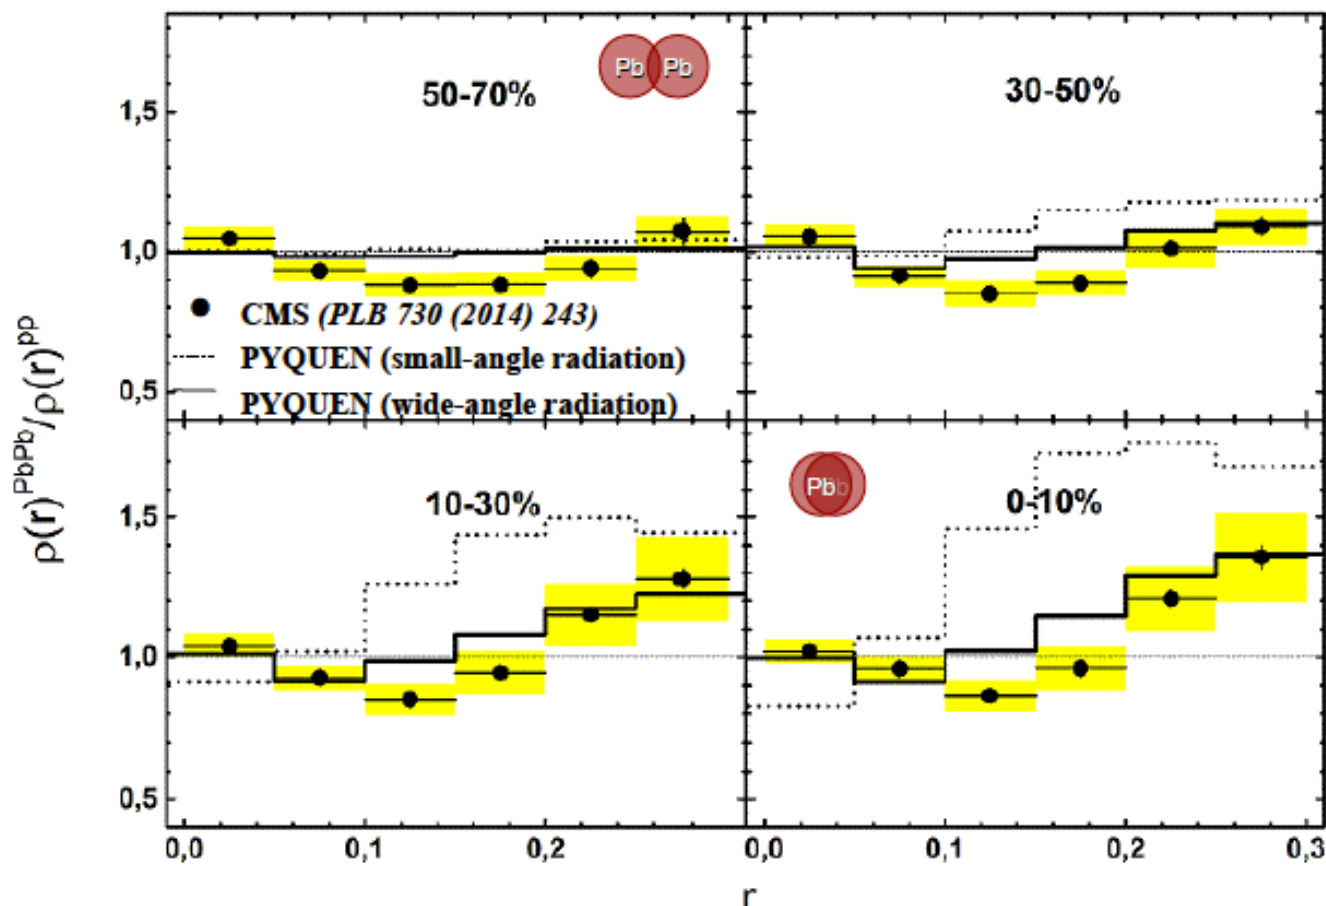 50-70%
Pb Pb
30-50%
1,5
1,0
0,5
CMS (PLB 730 (2014) 243)
PYQUEN (small-angle radiation)
PYQUEN (wide-angle radiation)
ρ(r)^PbPb/ρ(r)^pp
10-30%
Pb b
0-10%
1,5
1,0
0,5
0,0 0,1 0,2 0,0 0,1 0,2 0,3
r